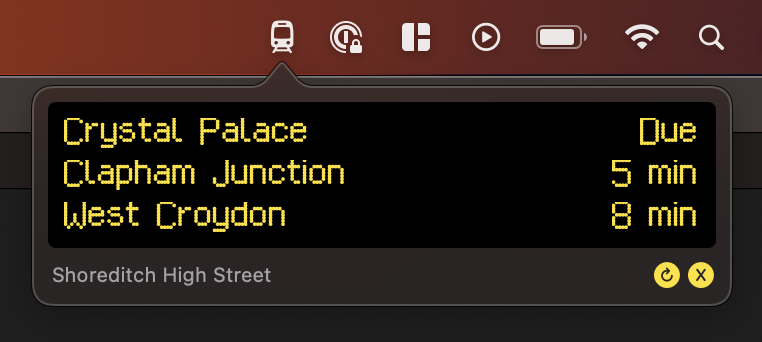 Crystal Palace Due
Clapham Junction 5 min
West Croydon 8 min
Shoreditch High Street X